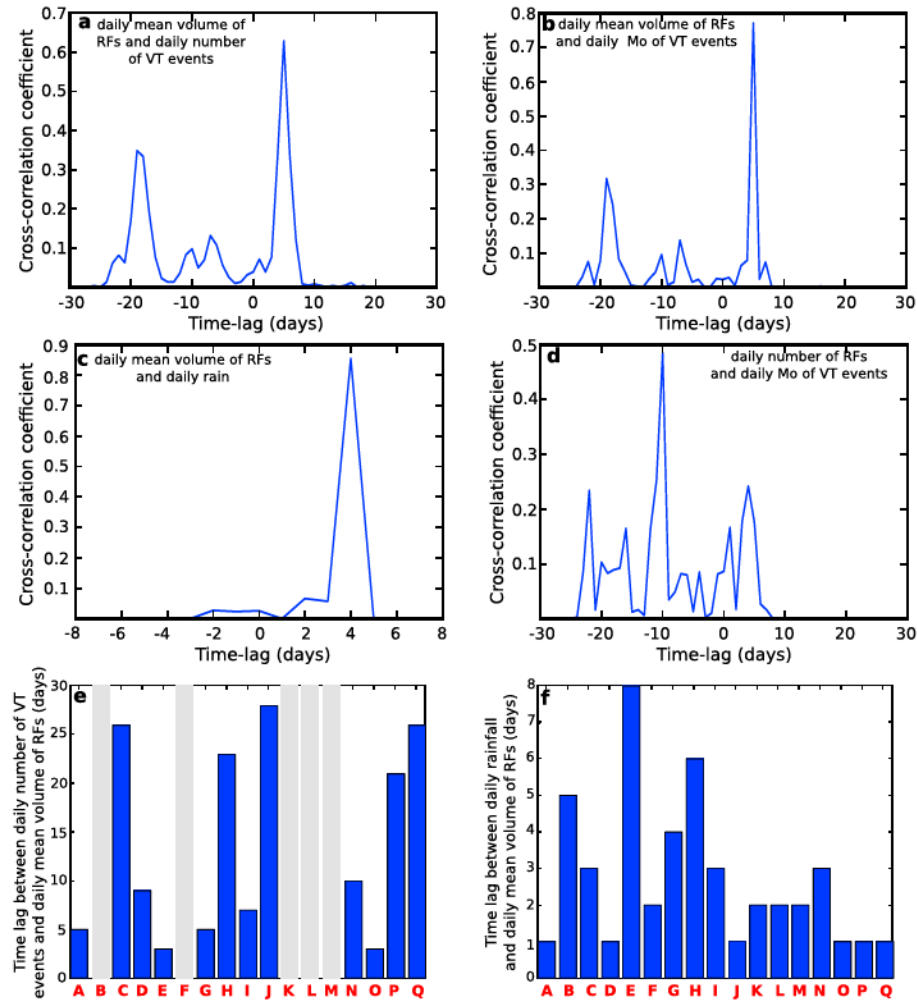 a daily mean volume of
RFs and daily number
of VT events
Cross-correlation coefficient
0.7
0.6
0.5
0.4
0.3
0.2
0.1
-30 -20 -10 0 10 20 30
Time-lag (days)
b daily mean volume of RFs
and daily Mo of VT events
Cross-correlation coefficient
0.8
0.7
0.6
0.5
0.4
0.3
0.2
0.1
-30 -20 -10 0 10 20 30
Time-lag (days)
c daily mean volume of RFs
and daily rain
Cross-correlation coefficient
0.9
0.8
0.7
0.6
0.5
0.4
0.3
0.2
0.1
-8 -6 -4 -2 0 2 4 6 8
Time-lag (days)
d daily number of RFs
and daily Mo of VT events
Cross-correlation coefficient
0.5
0.4
0.3
0.2
0.1
-30 -20 -10 0 10 20 30
Time-lag (days)
e
Time lag between daily number of VT
events and daily mean volume of RFs (days)
30
25
20
15
10
5
0
A B C D E F G H I J K L M N O P Q
f
Time lag between daily rainfall
and daily mean volume of RFs (days)
8
7
6
5
4
3
2
1
0
A B C D E F G H I J K L M N O P Q